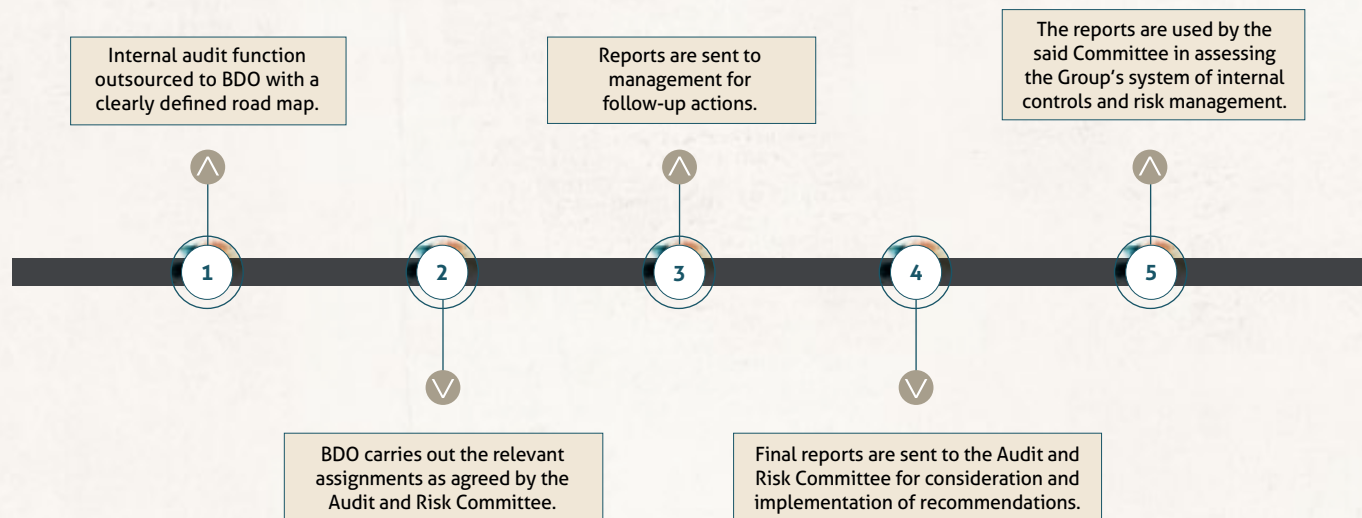 Internal audit function
outsourced to BDO with a
clearly defined road map.
Reports are sent to
management for
follow-up actions.
The reports are used by the
said Committee in assessing
the Group's system of internal
controls and risk management.
1
2
3
4
5
BDO carries out the relevant
assignments as agreed by the
Audit and Risk Committee.
Final reports are sent to the Audit and
Risk Committee for consideration and
implementation of recommendations.